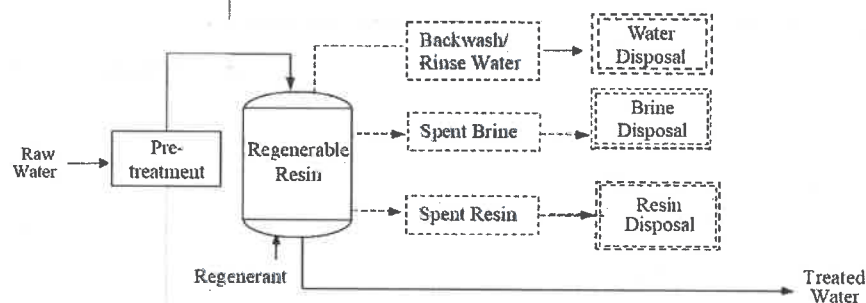 Backwash/
Rinse Water
Water
Disposal
Raw
Water
Pre-
treatment
Regenerable
Resin
Spent Brine
Brine
Disposal
Spent Resin
Resin
Disposal
Regenerant
Treated
Water